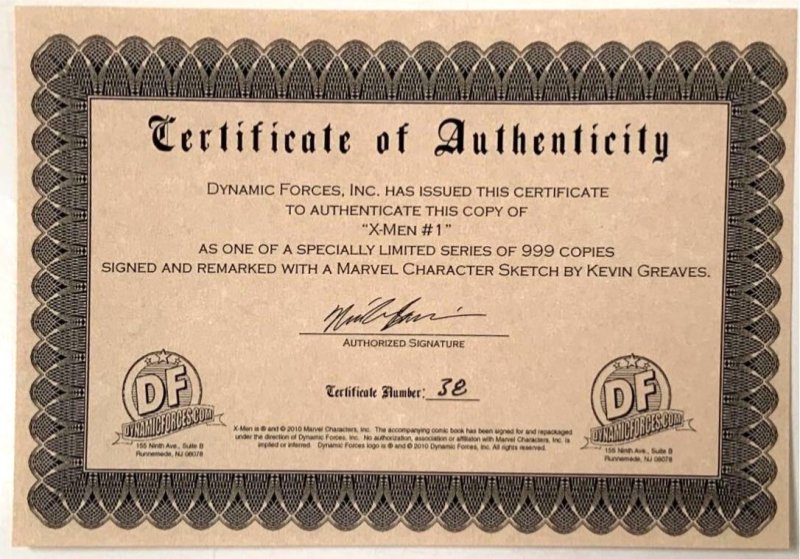 Certificate of Authenticity
DYNAMIC FORCES, INC. HAS ISSUED THIS CERTIFICATE
TO AUTHENTICATE THIS COPY OF
"X-MEN #1"
AS ONE OF A SPECIALLY LIMITED SERIES OF 999 COPIES
SIGNED AND REMARKED WITH A MARVEL CHARACTER SKETCH BY KEVIN GREAVES.
AUTHORIZED SIGNATURE
Certificate Number: 38
DF
DYNAMICFORCES.COM
155 Ninth Ave., Suite B
Runnemede, NJ 08078
X-Men is ® and © 2010 Marvel Characters, Inc. The accompanying comic book has been signed for and repackaged
under the direction of Dynamic Forces, Inc. No authorization, association or affiliation with Marvel Characters, Inc. is
implied or inferred. Dynamic Forces logo is ® and © 2010 Dynamic Forces, Inc. All rights reserved.
DF
DYNAMICFORCES.COM
155 Ninth Ave., Suite B
Runnemede, NJ 08078